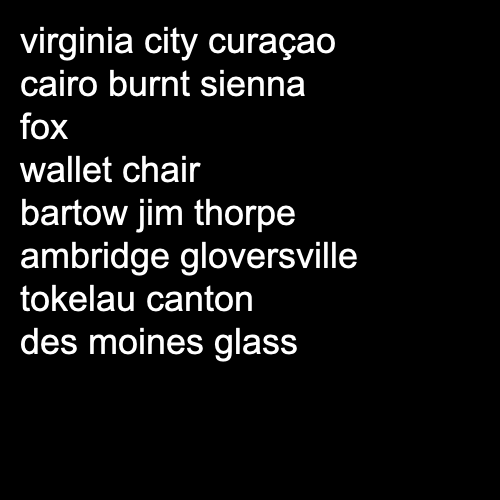 virginia city curaçao
cairo burnt sienna
fox
wallet chair
bartow jim thorpe
ambridge gloversville
tokelau canton
des moines glass